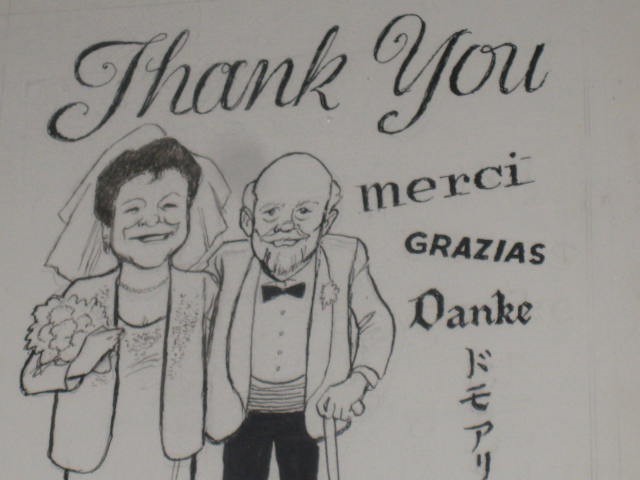 Thank You
merci
GRAZIAS
Danke
ドモアリ